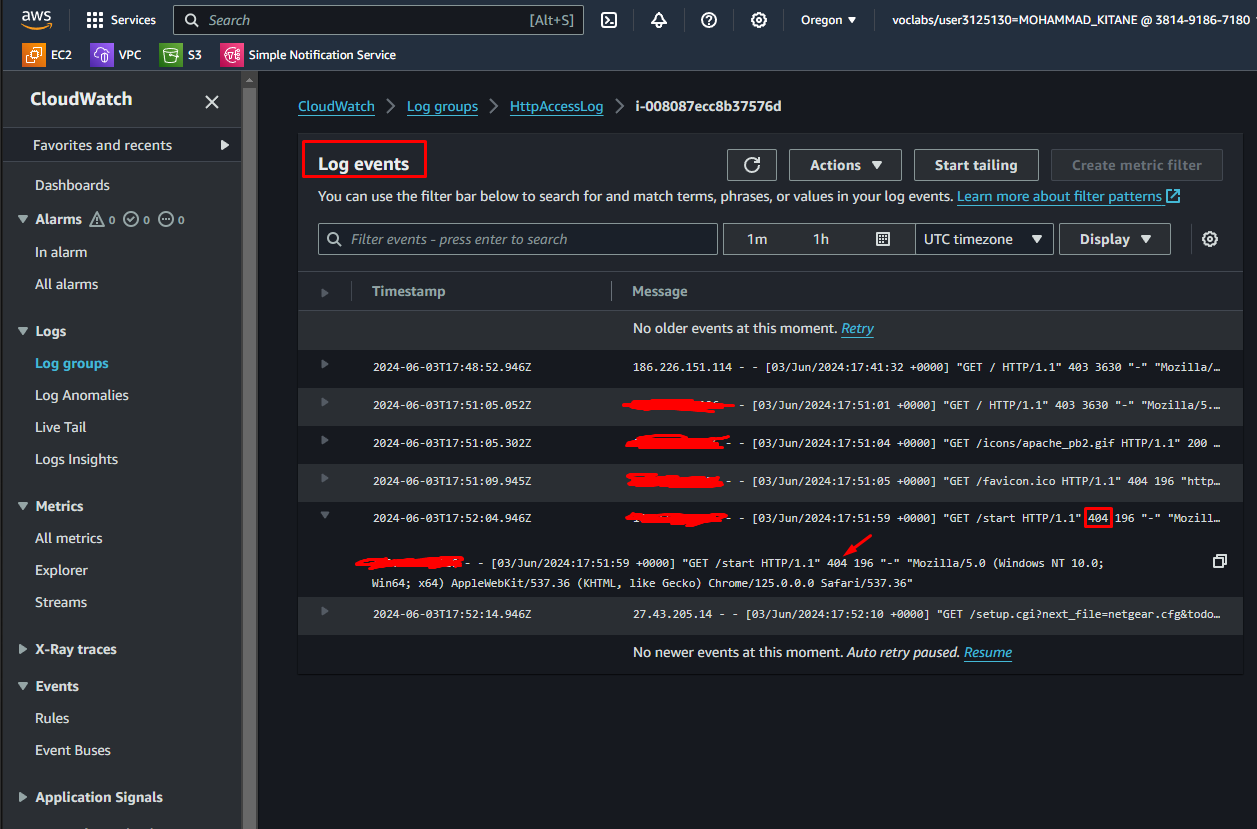 aws
Services
Search [Alt+S]
Oregon
voclabs/user3125130=MOHAMMAD_KITANE @ 3814-9186-7180
EC2 VPC S3 Simple Notification Service
CloudWatch
Favorites and recents
Dashboards
Alarms 0 0 0
In alarm
All alarms
Logs
Log groups
Log Anomalies
Live Tail
Logs Insights
Metrics
All metrics
Explorer
Streams
X-Ray traces
Events
Rules
Event Buses
Application Signals
CloudWatch Log groups HttpAccessLog i-008087ecc8b37576d
Log events
Actions Start tailing Create metric filter
You can use the filter bar below to search for and match terms, phrases, or values in your log events. Learn more about filter patterns
Filter events - press enter to search 1m 1h UTC timezone Display
Timestamp Message
No older events at this moment. Retry
2024-06-03T17:48:52.946Z 186.226.151.114 - - [03/Jun/2024:17:41:32 +0000] "GET / HTTP/1.1" 403 3630 "-" "Mozilla/…
2024-06-03T17:51:05.052Z - [03/Jun/2024:17:51:01 +0000] "GET / HTTP/1.1" 403 3630 "-" "Mozilla/5.…
2024-06-03T17:51:05.302Z - - [03/Jun/2024:17:51:04 +0000] "GET /icons/apache_pb2.gif HTTP/1.1" 200 …
2024-06-03T17:51:09.945Z - - [03/Jun/2024:17:51:05 +0000] "GET /favicon.ico HTTP/1.1" 404 196 "http…
2024-06-03T17:52:04.946Z - - [03/Jun/2024:17:51:59 +0000] "GET /start HTTP/1.1" 404 196 "-" "Mozill…
- - [03/Jun/2024:17:51:59 +0000] "GET /start HTTP/1.1" 404 196 "-" "Mozilla/5.0 (Windows NT 10.0;
Win64; x64) AppleWebKit/537.36 (KHTML, like Gecko) Chrome/125.0.0.0 Safari/537.36"
2024-06-03T17:52:14.946Z 27.43.205.14 - - [03/Jun/2024:17:52:10 +0000] "GET /setup.cgi?next_file=netgear.cfg&todo…
No newer events at this moment. Auto retry paused. Resume